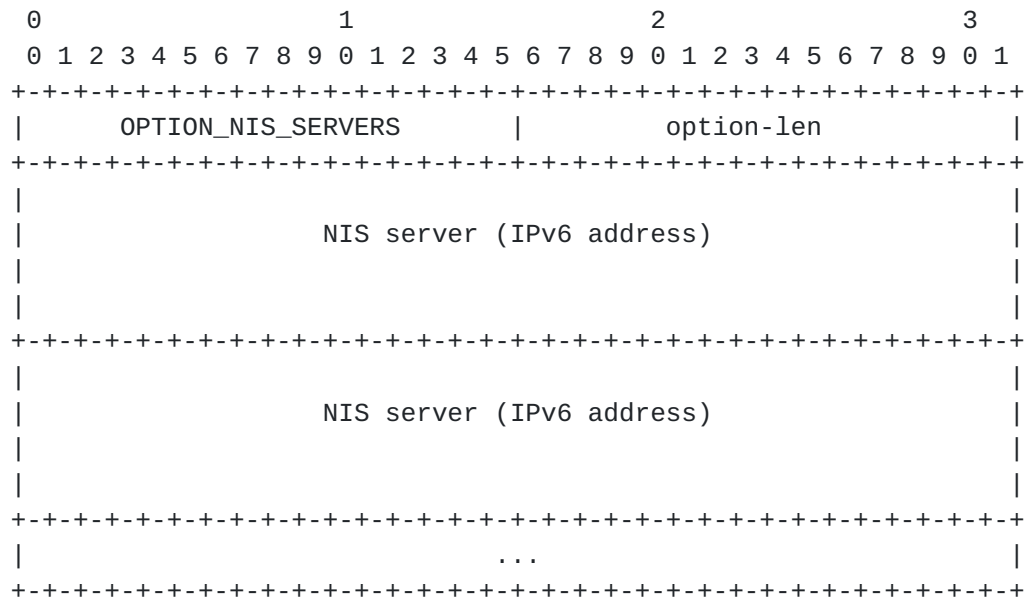 0                   1                   2                   3
 0 1 2 3 4 5 6 7 8 9 0 1 2 3 4 5 6 7 8 9 0 1 2 3 4 5 6 7 8 9 0 1
+-+-+-+-+-+-+-+-+-+-+-+-+-+-+-+-+-+-+-+-+-+-+-+-+-+-+-+-+-+-+-+-+
|      OPTION_NIS_SERVERS       |         option-len            |
+-+-+-+-+-+-+-+-+-+-+-+-+-+-+-+-+-+-+-+-+-+-+-+-+-+-+-+-+-+-+-+-+
|                                                               |
|                   NIS server (IPv6 address)                   |
|                                                               |
|                                                               |
+-+-+-+-+-+-+-+-+-+-+-+-+-+-+-+-+-+-+-+-+-+-+-+-+-+-+-+-+-+-+-+-+
|                                                               |
|                   NIS server (IPv6 address)                   |
|                                                               |
|                                                               |
+-+-+-+-+-+-+-+-+-+-+-+-+-+-+-+-+-+-+-+-+-+-+-+-+-+-+-+-+-+-+-+-+
|                              ...                              |
+-+-+-+-+-+-+-+-+-+-+-+-+-+-+-+-+-+-+-+-+-+-+-+-+-+-+-+-+-+-+-+-+